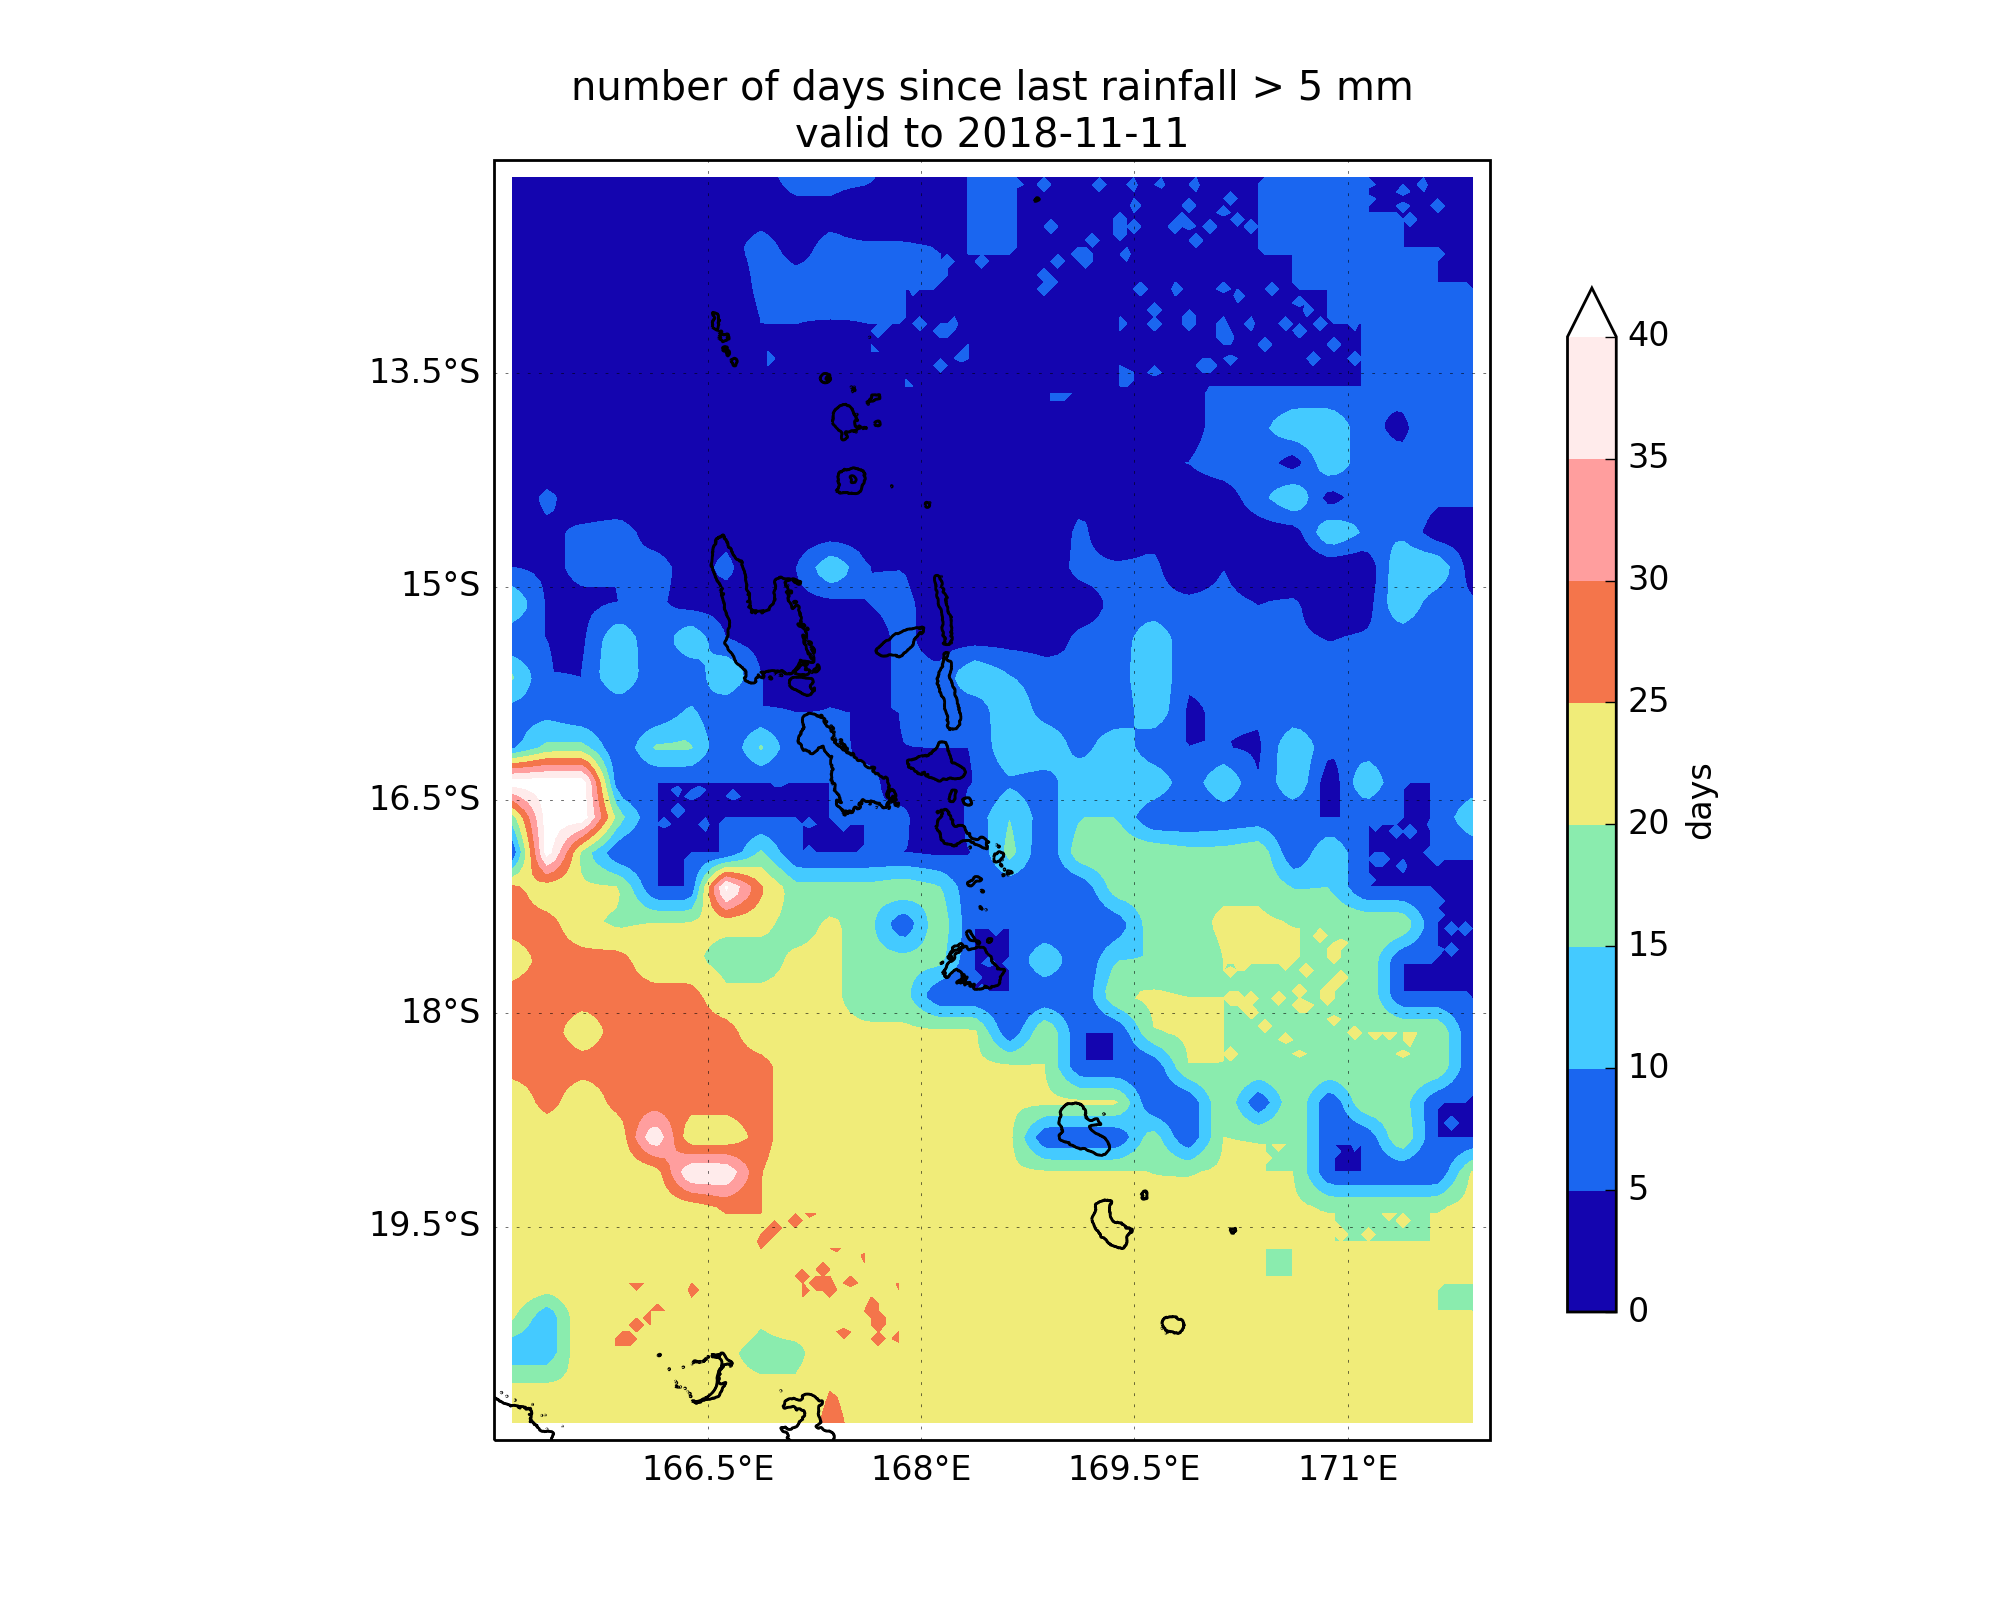 number of days since last rainfall > 5 mm
valid to 2018-11-11
13.5°S
15°S
16.5°S
18°S
19.5°S
166.5°E
168°E
169.5°E
171°E
40
35
30
25
20
15
10
5
0
days